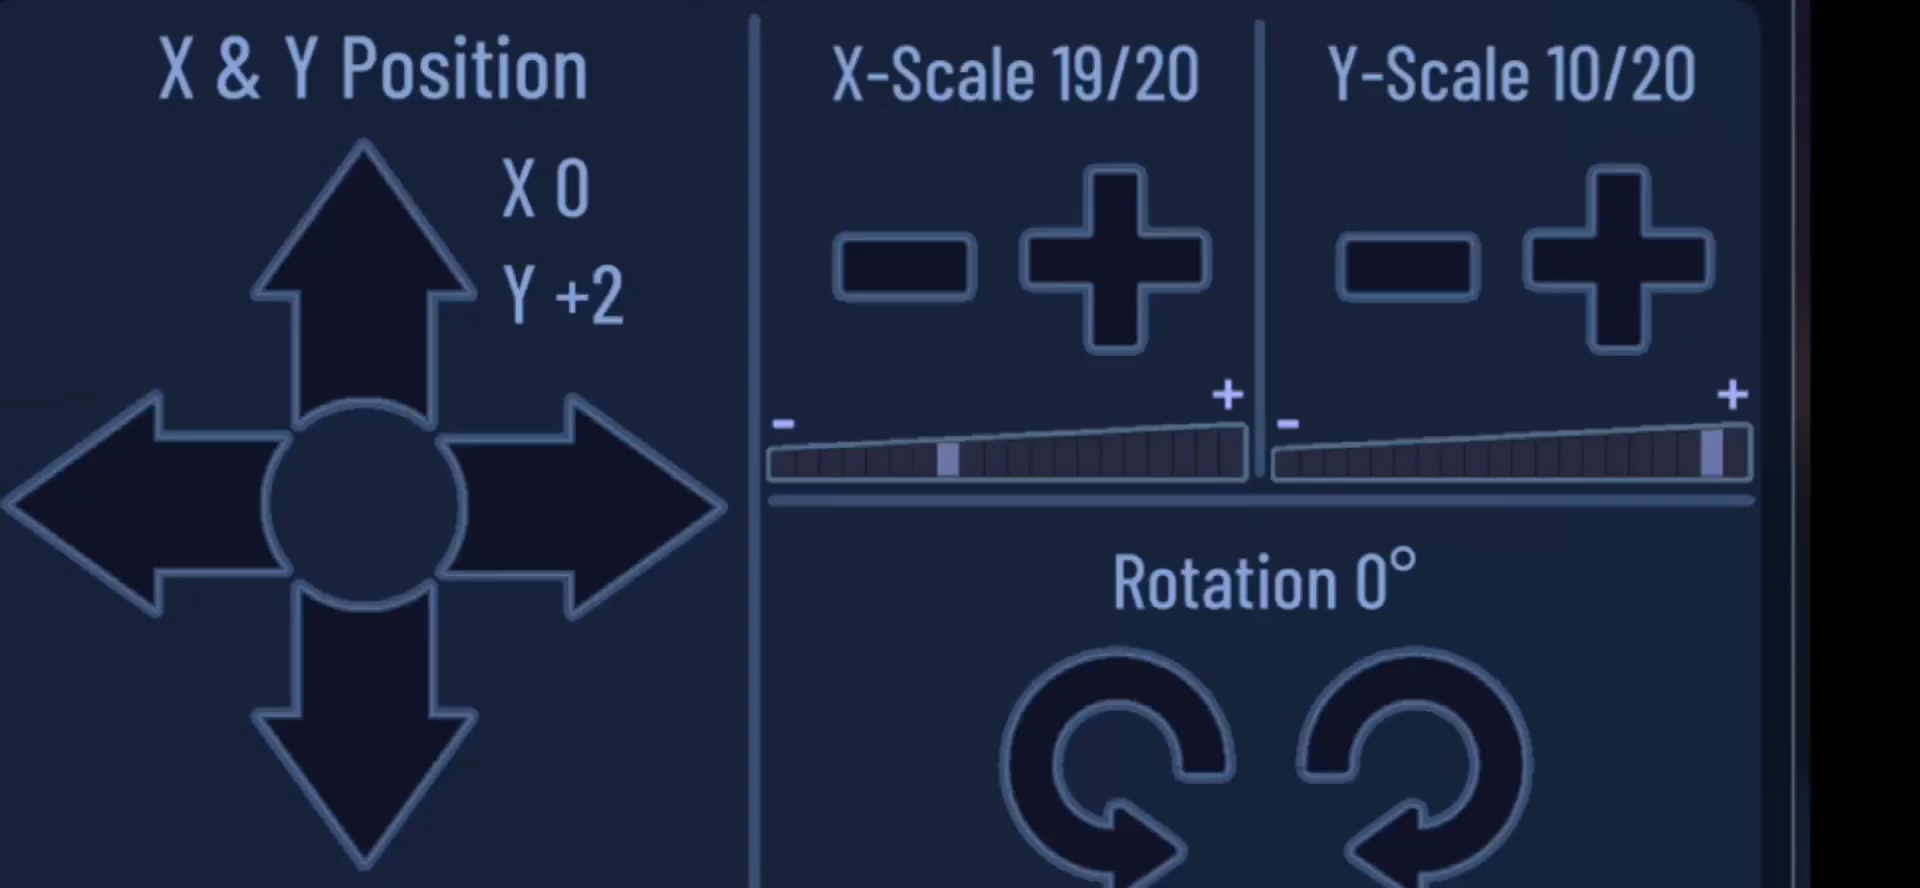 X & Y Position
X 0
Y +2
X-Scale 19/20
- +
Y-Scale 10/20
- +
Rotation 0°